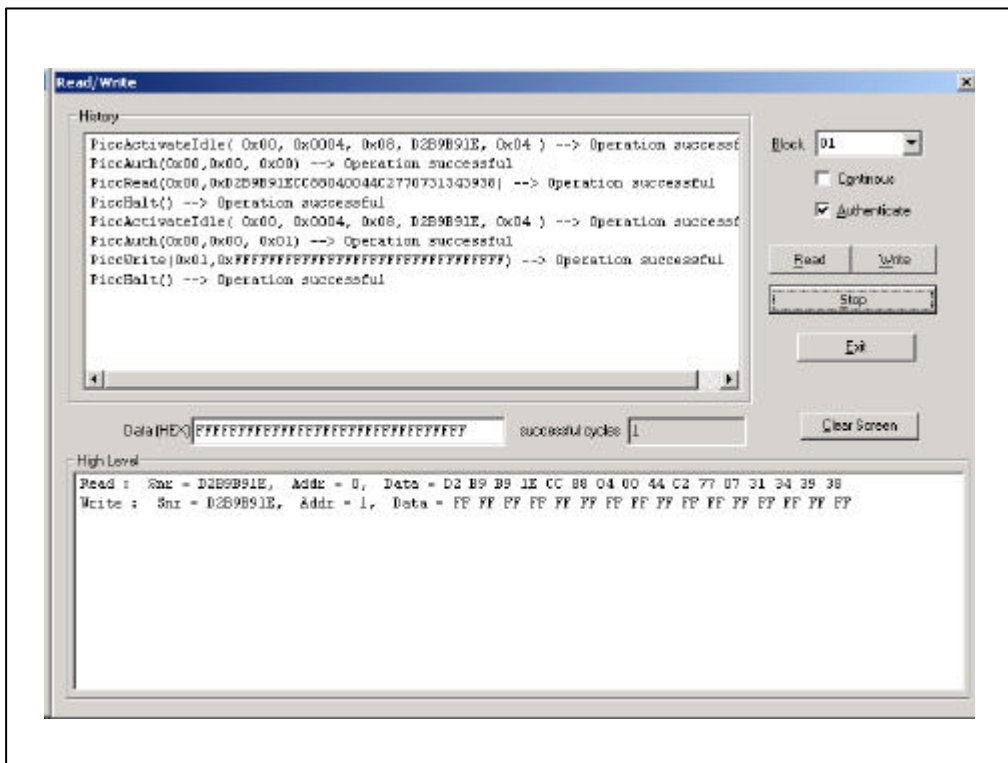 Read/Write
History
PiccActivateIdle( 0x00, 0x0004, 0x08, D2B9B91E, 0x04 ) --> Operation successf
PiccAuth(0x00,0x00, 0x00) --> Operation successful
PiccRead(0x00,0xD2B9B91ECC88040044C2770731343938) --> Operation successful
PiccHalt() --> Operation successful
PiccActivateIdle( 0x00, 0x0004, 0x08, D2B9B91E, 0x04 ) --> Operation successf
PiccAuth(0x00,0x00, 0x01) --> Operation successful
PiccWrite(0x01,0xFFFFFFFFFFFFFFFFFFFFFFFFFFFFFFFF) --> Operation successful
PiccHalt() --> Operation successful
Block 01
Continous
Authenticate
Read Write
Stop
Exit
Data (HEX) FFFFFFFFFFFFFFFFFFFFFFFFFFFFFFFF successful cycles 1
Clear Screen
High Level
Read : Snr = D2B9B91E, Addr = 0, Data = D2 B9 B9 1E CC 88 04 00 44 C2 77 07 31 34 39 38
Write : Snr = D2B9B91E, Addr = 1, Data = FF FF FF FF FF FF FF FF FF FF FF FF FF FF FF FF